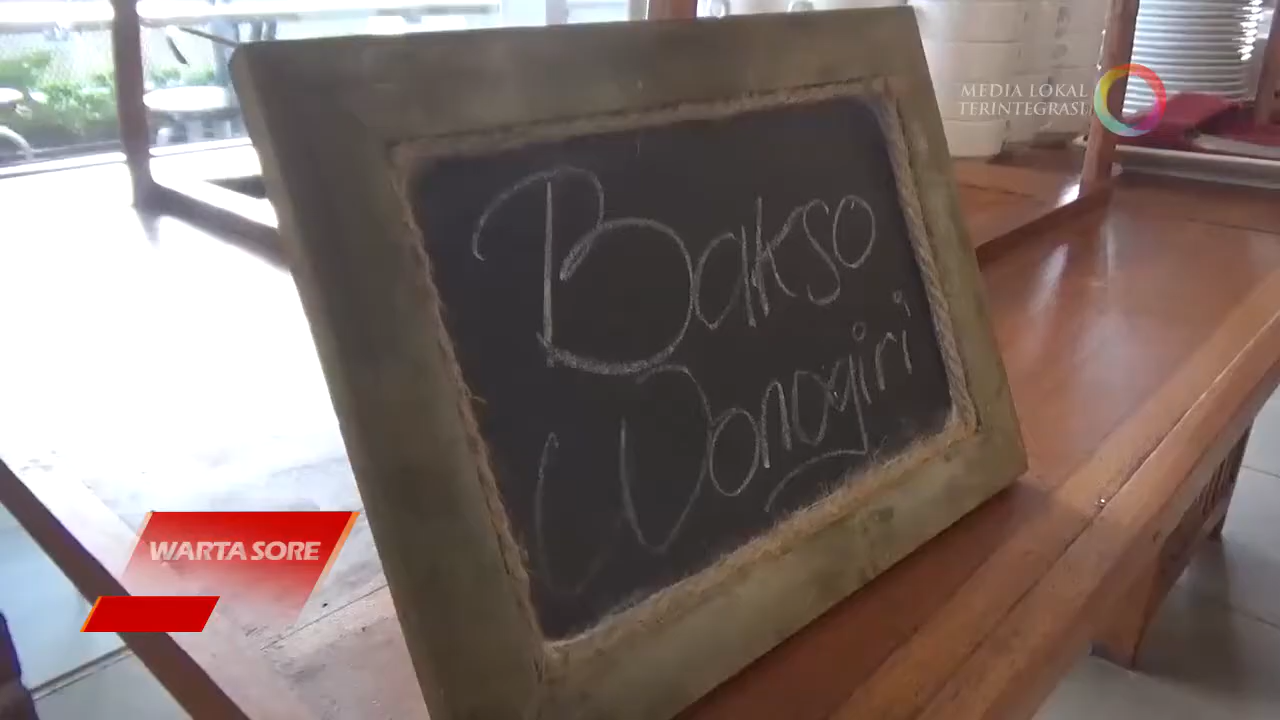 MEDIA LOKAL
TERINTEGRASI
Bakso
Wonogiri
WARTA SORE